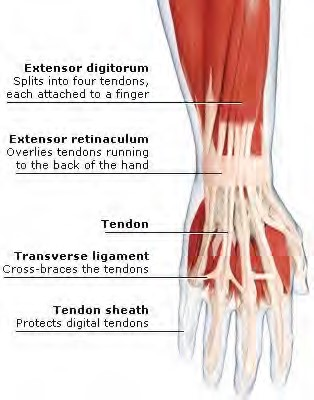 Extensor digitorum
Splits into four tendons,
each attached to a finger
Extensor retinaculum
Overlies tendons running
to the back of the hand
Tendon
Transverse ligament
Cross-braces the tendons
Tendon sheath
Protects digital tendons